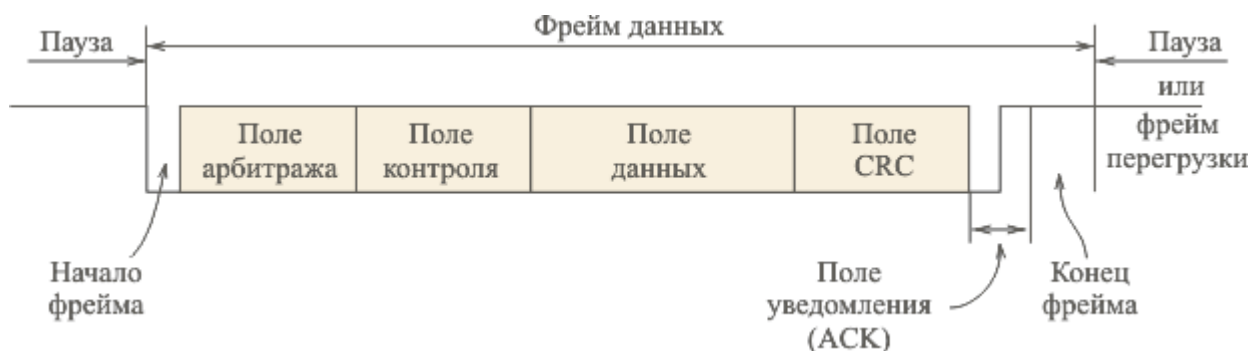 Фрейм данных
Пауза
Пауза
или
фрейм
перегрузки
Поле
арбитража
Поле
контроля
Поле
данных
Поле
CRC
Начало
фрейма
Поле
уведомления
(ACK)
Конец
фрейма